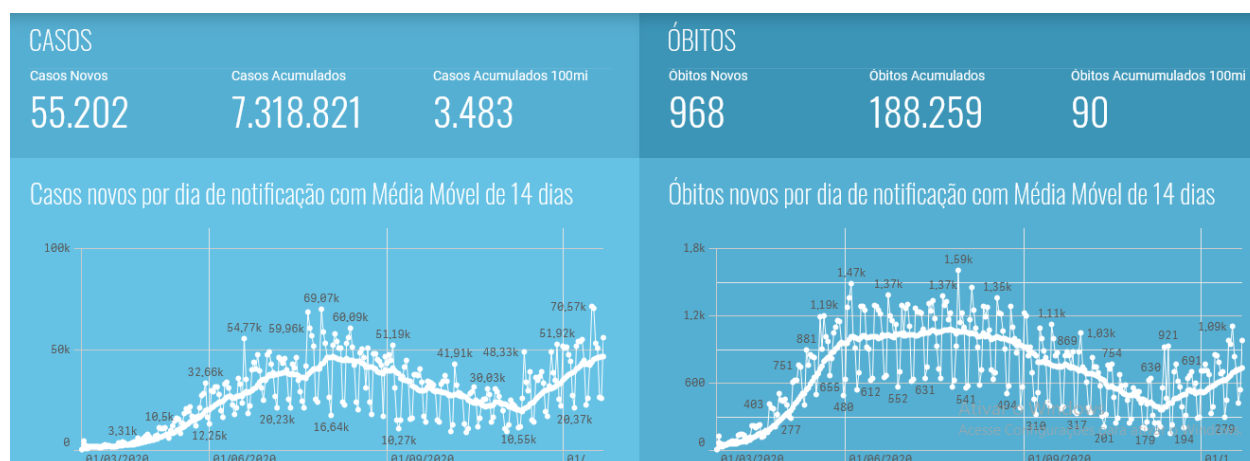 CASOS
Casos Novos
Casos Acumulados
Casos Acumulados 100mi
55.202
7.318.821
3.483
Casos novos por dia de notificação com Média Móvel de 14 dias
100k
50k
0
3,31k
10,5k
32,66k
12,25k
54,77k
20,23k
59,96k
69,07k
16,64k
60,09k
51,19k
10,27k
41,91k
30,03k
48,33k
10,55k
51,92k
70,57k
20,37k
01/03/2020
01/06/2020
01/09/2020
01/
ÓBITOS
Óbitos Novos
Óbitos Acumulados
Óbitos Acumumulados 100mi
968
188.259
90
Óbitos novos por dia de notificação com Média Móvel de 14 dias
1,8k
1,2k
600
0
403
277
751
881
1,19k
655
480
1,47k
612
1,37k
552
631
1,37k
1,59k
541
1,35k
494
310
1,11k
869
317
1,03k
754
201
630
179
921
194
691
1,09k
279
01/03/2020
01/06/2020
01/09/2020
01/1